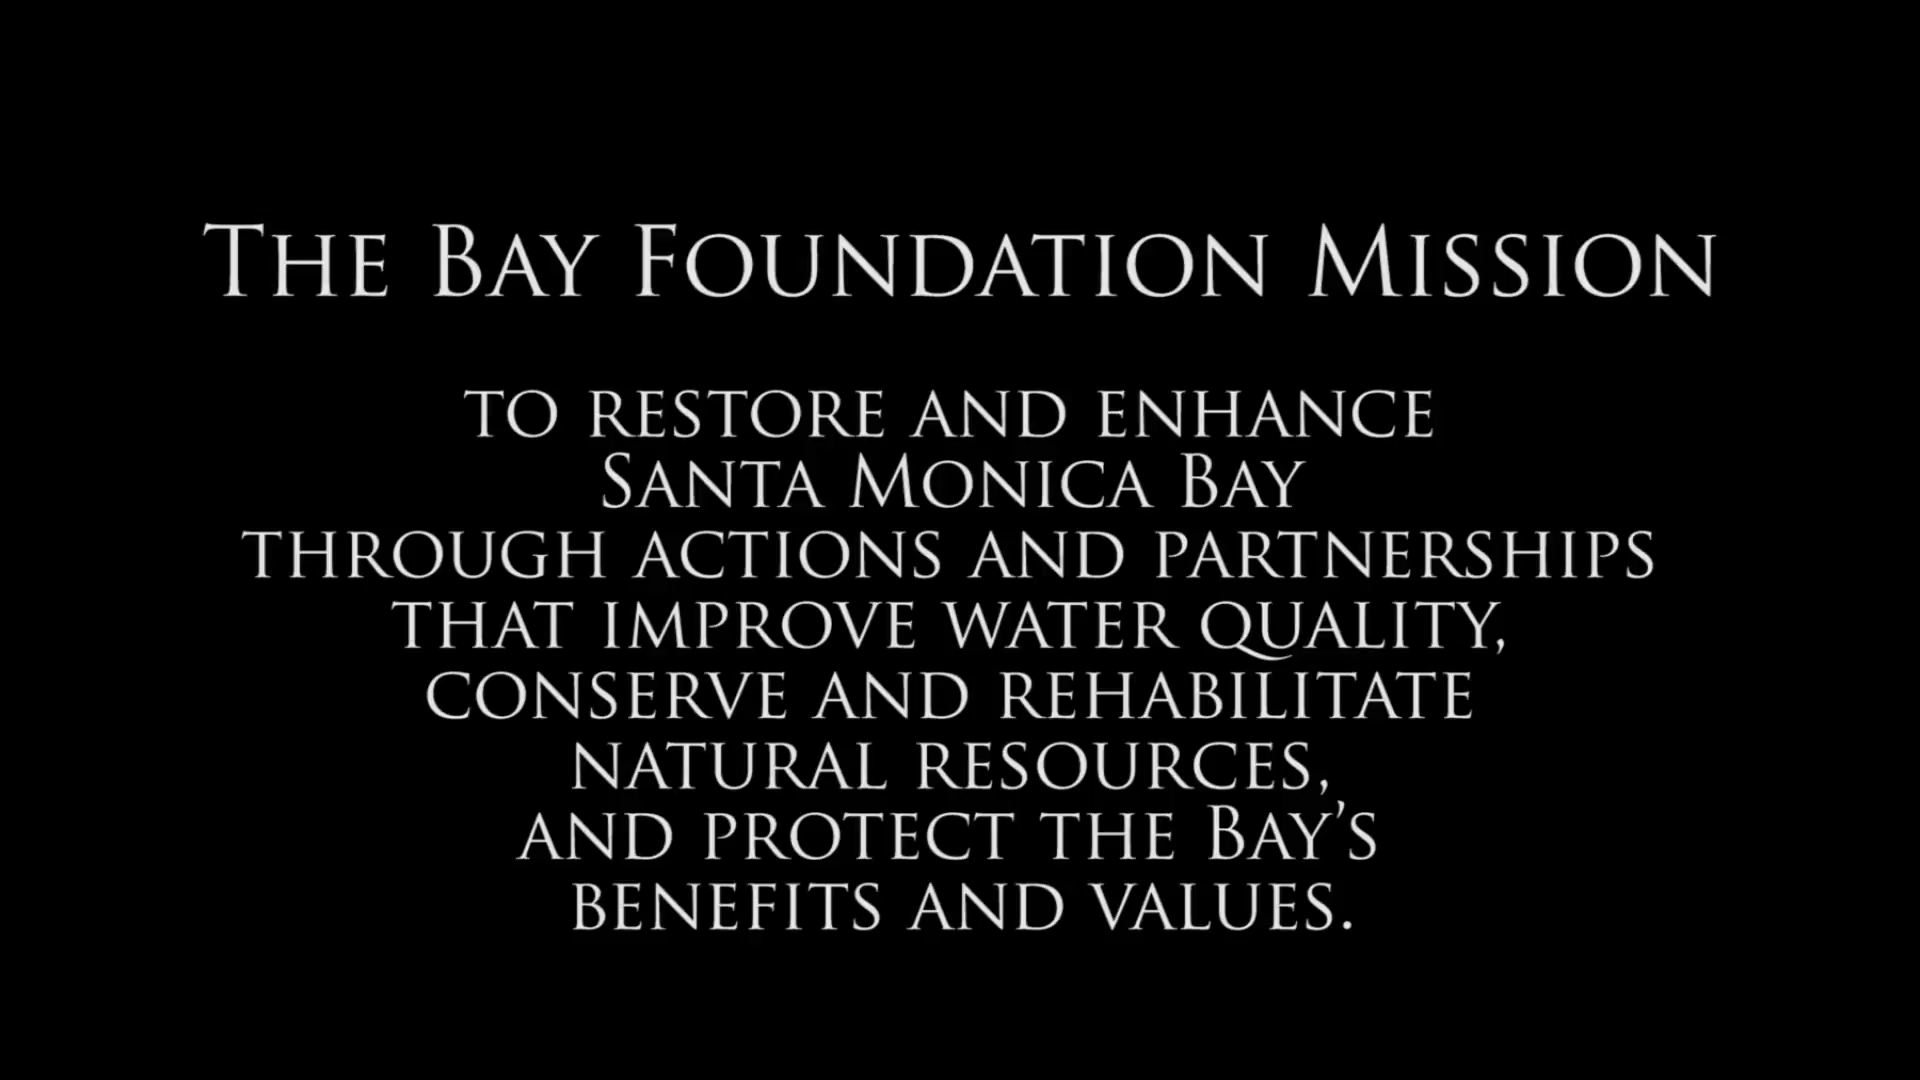 The Bay Foundation Mission
to restore and enhance
Santa Monica Bay
through actions and partnerships
that improve water quality,
conserve and rehabilitate
natural resources,
and protect the Bay’s
benefits and values.